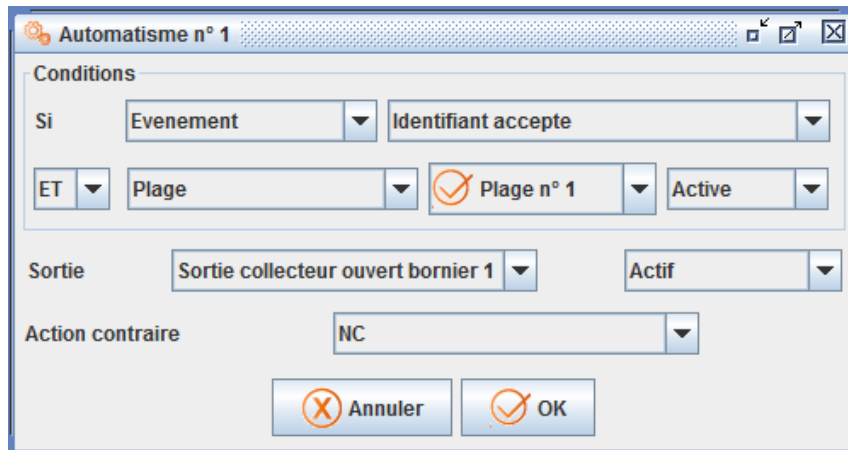 Automatisme n° 1
Conditions
Si Evenement Identifiant accepte
ET Plage Plage n° 1 Active
Sortie Sortie collecteur ouvert bornier 1 Actif
Action contraire NC
Annuler OK